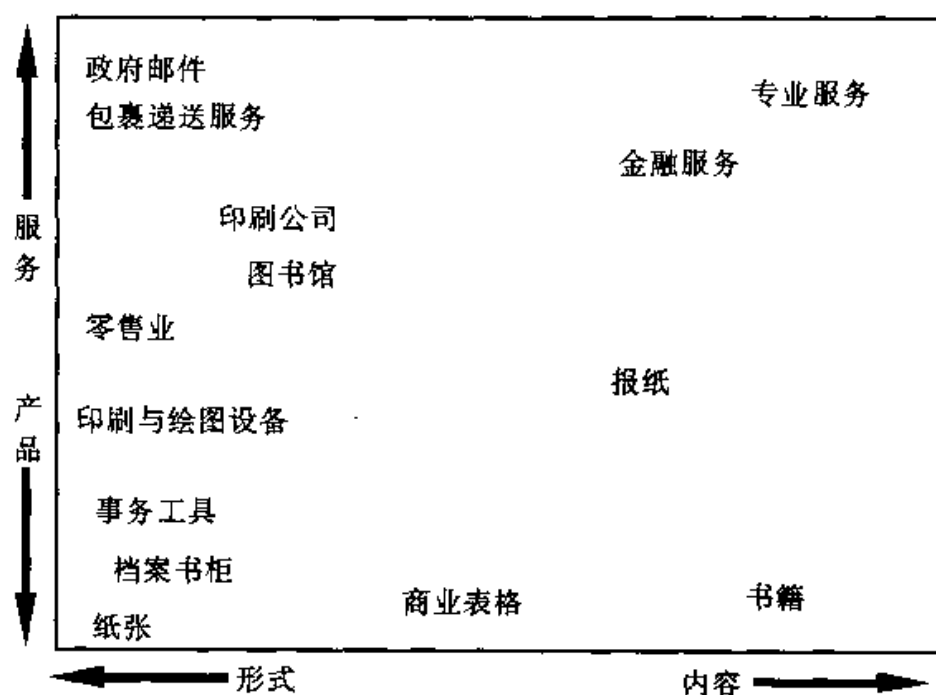 政府邮件
专业服务
包裹递送服务
金融服务
印刷公司
服务
图书馆
零售业
报纸
产品
印刷与绘图设备
事务工具
档案书柜
商业表格
书籍
纸张
形式
内容